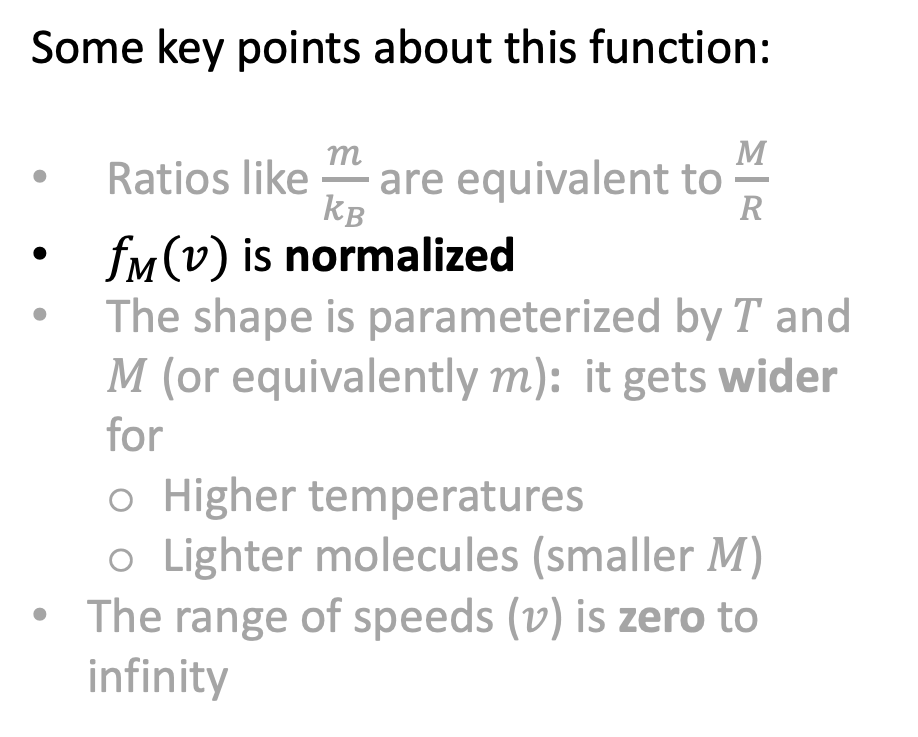 Some key points about this function:
• Ratios like m/k_B are equivalent to M/R
• f_M(v) is normalized
• The shape is parameterized by T and
M (or equivalently m): it gets wider
for
○ Higher temperatures
○ Lighter molecules (smaller M)
• The range of speeds (v) is zero to
infinity